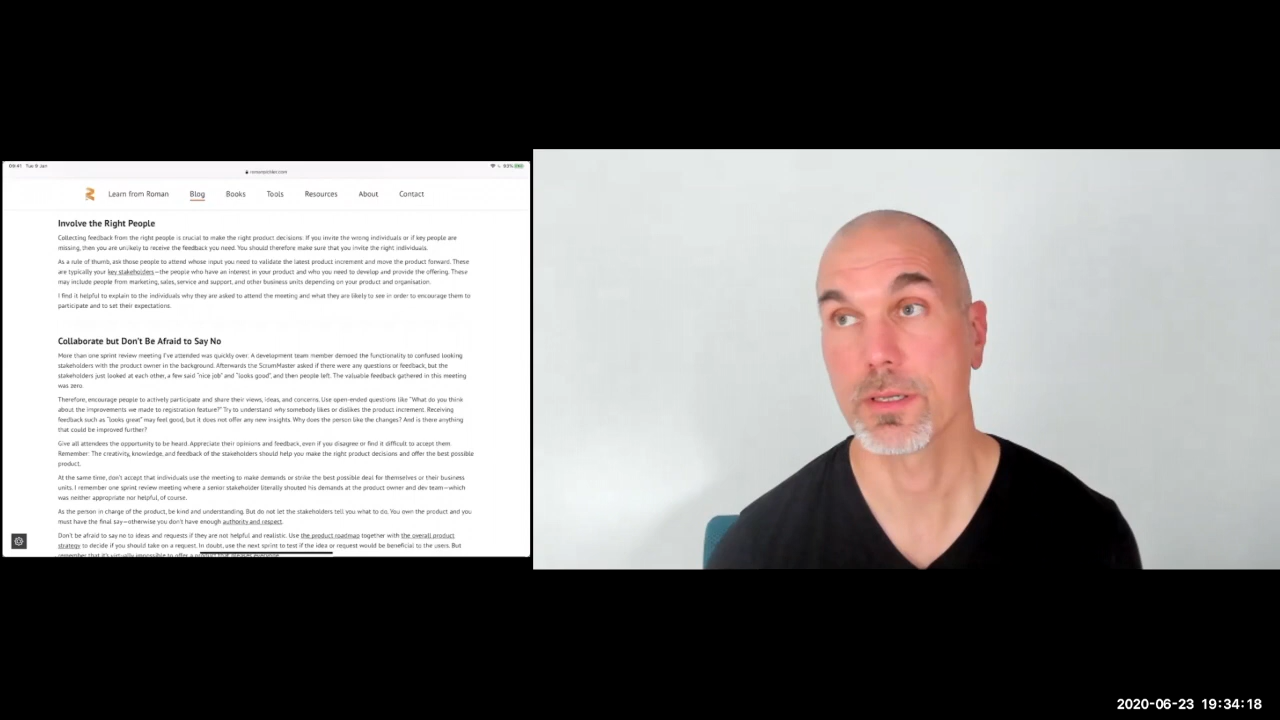 09:41 Tue 9 Jan
83%
romanpichler.com
Learn from Roman Blog Books Tools Resources About Contact
Involve the Right People
Collecting feedback from the right people is crucial to make the right product decisions: If you invite the wrong individuals or if key people are
missing, then you are unlikely to receive the feedback you need. You should therefore make sure that you invite the right individuals.
As a rule of thumb, ask those people to attend whose input you need to validate the latest product increment and move the product forward. These
are typically your key stakeholders—the people who have an interest in your product and who you need to develop and provide the offering. These
may include people from marketing, sales, service and support, and other business units depending on your product and organisation.
I find it helpful to explain to the individuals why they are asked to attend the meeting and what they are likely to see in order to encourage them to
participate and to set their expectations.
Collaborate but Don't Be Afraid to Say No
More than one sprint review meeting I've attended was quickly over: A development team member demoed the functionality to confused looking
stakeholders with the product owner in the background. Afterwards the ScrumMaster asked if there were any questions or feedback, but the
stakeholders just looked at each other, a few said "nice job" and "looks good", and then people left. The valuable feedback gathered in this meeting
was zero.
Therefore, encourage people to actively participate and share their views, ideas, and concerns. Use open-ended questions like "What do you think
about the improvements we made to registration feature?" Try to understand why somebody likes or dislikes the product increment. Receiving
feedback such as "looks great" may feel good, but it does not offer any new insights. Why does the person like the changes? And is there anything
that could be improved further?
Give all attendees the opportunity to be heard. Appreciate their opinions and feedback, even if you disagree or find it difficult to accept them.
Remember: The creativity, knowledge, and feedback of the stakeholders should help you make the right product decisions and offer the best possible
product.
At the same time, don't accept that individuals use the meeting to make demands or strike the best possible deal for themselves or their business
units. I remember one sprint review meeting where a senior stakeholder literally shouted his demands at the product owner and dev team—which
was neither appropriate nor helpful, of course.
As the person in charge of the product, be kind and understanding. But do not let the stakeholders tell you what to do. You own the product and you
must have the final say—otherwise you don't have enough authority and respect.
Don't be afraid to say no to ideas and requests if they are not helpful and realistic. Use the product roadmap together with the overall product
strategy to decide if you should take on a request. In doubt, use the next sprint to test if the idea or request would be beneficial to the users. But
remember that it's virtually impossible to offer a product that pleases everyone.
2020-06-23 19:34:18